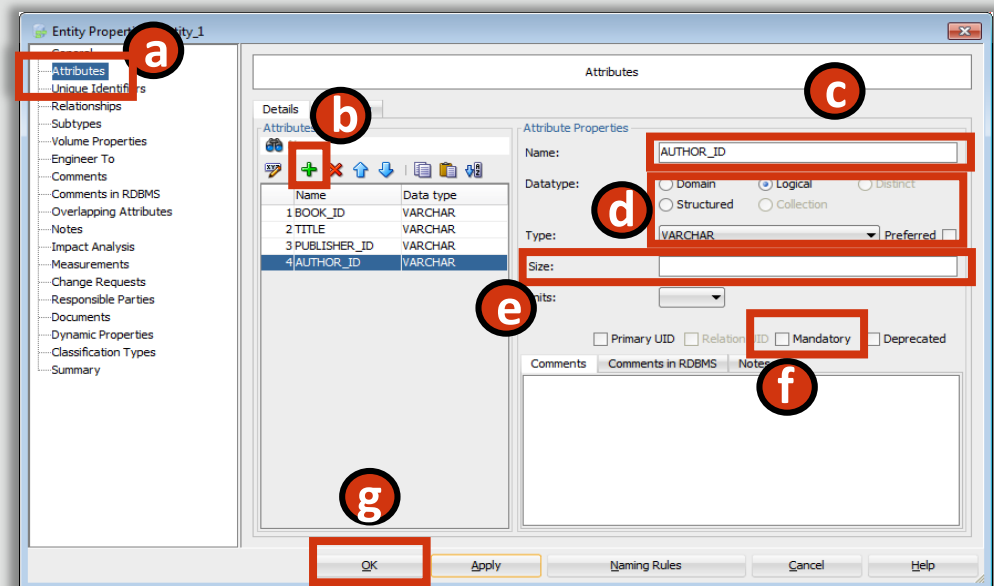 Entity Prope tity_1
a
Attributes
Unique Identifiers
Relationships
Subtypes
Volume Properties
Engineer To
Comments
Comments in RDBMS
Overlapping Attributes
Notes
Impact Analysis
Measurements
Change Requests
Responsible Parties
Documents
Dynamic Properties
Classification Types
Summary
Attributes
c
b
Details
Attributes
Name Data type
1 BOOK_ID VARCHAR
2 TITLE VARCHAR
3 PUBLISHER_ID VARCHAR
4 AUTHOR_ID VARCHAR
Attribute Properties
Name: AUTHOR_ID
Datatype: Domain Logical Distinct
Structured Collection
d
Type: VARCHAR Preferred
Size:
e
nits:
Primary UID Relation UID Mandatory Deprecated
Comments Comments in RDBMS Notes
f
g
OK Apply Naming Rules Cancel Help